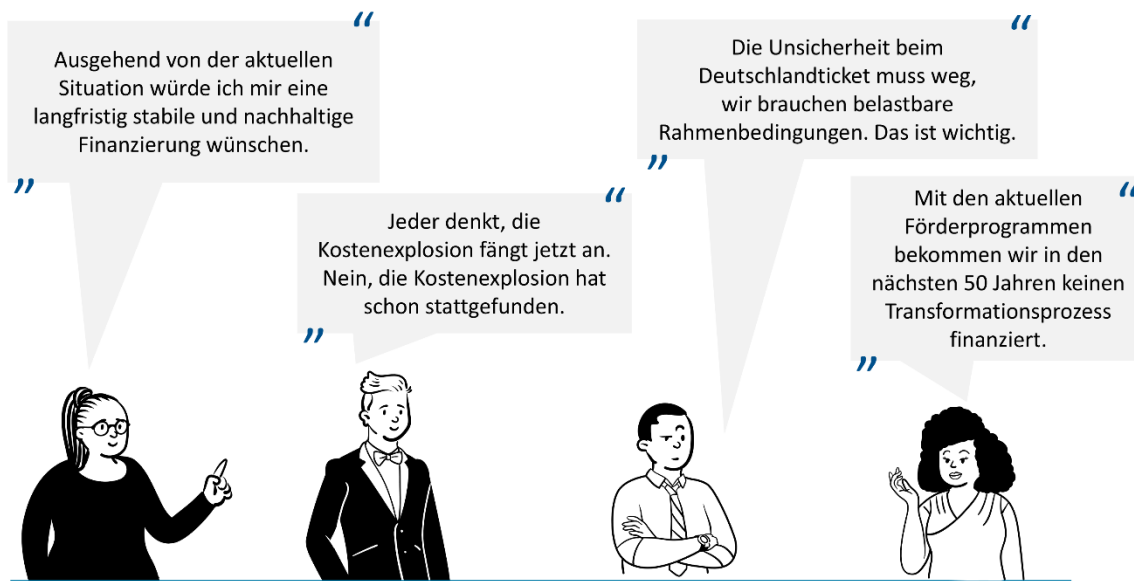 Ausgehend von der aktuellen
Situation würde ich mir eine
langfristig stabile und nachhaltige
Finanzierung wünschen.
Jeder denkt, die
Kostenexplosion fängt jetzt an.
Nein, die Kostenexplosion hat
schon stattgefunden.
Die Unsicherheit beim
Deutschlandticket muss weg,
wir brauchen belastbare
Rahmenbedingungen. Das ist wichtig.
Mit den aktuellen
Förderprogrammen
bekommen wir in den
nächsten 50 Jahren keinen
Transformationsprozess
finanziert.